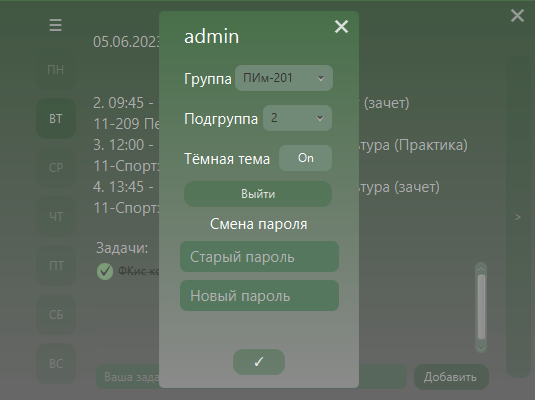 ☰
05.06.2023
ПН
ВТ
СР
ЧТ
ПТ
СБ
ВС
2. 09:45 -
(зачет)
11-209
3. 12:00 -
(Практика)
11-Спорт
4. 13:45 -
(зачет)
11-Спорт
Задачи:
ФКис
Ваша
Добавить
>
admin
Группа ПИм-201
Подгруппа 2
Тёмная тема On
Выйти
Смена пароля
Старый пароль
Новый пароль
✓